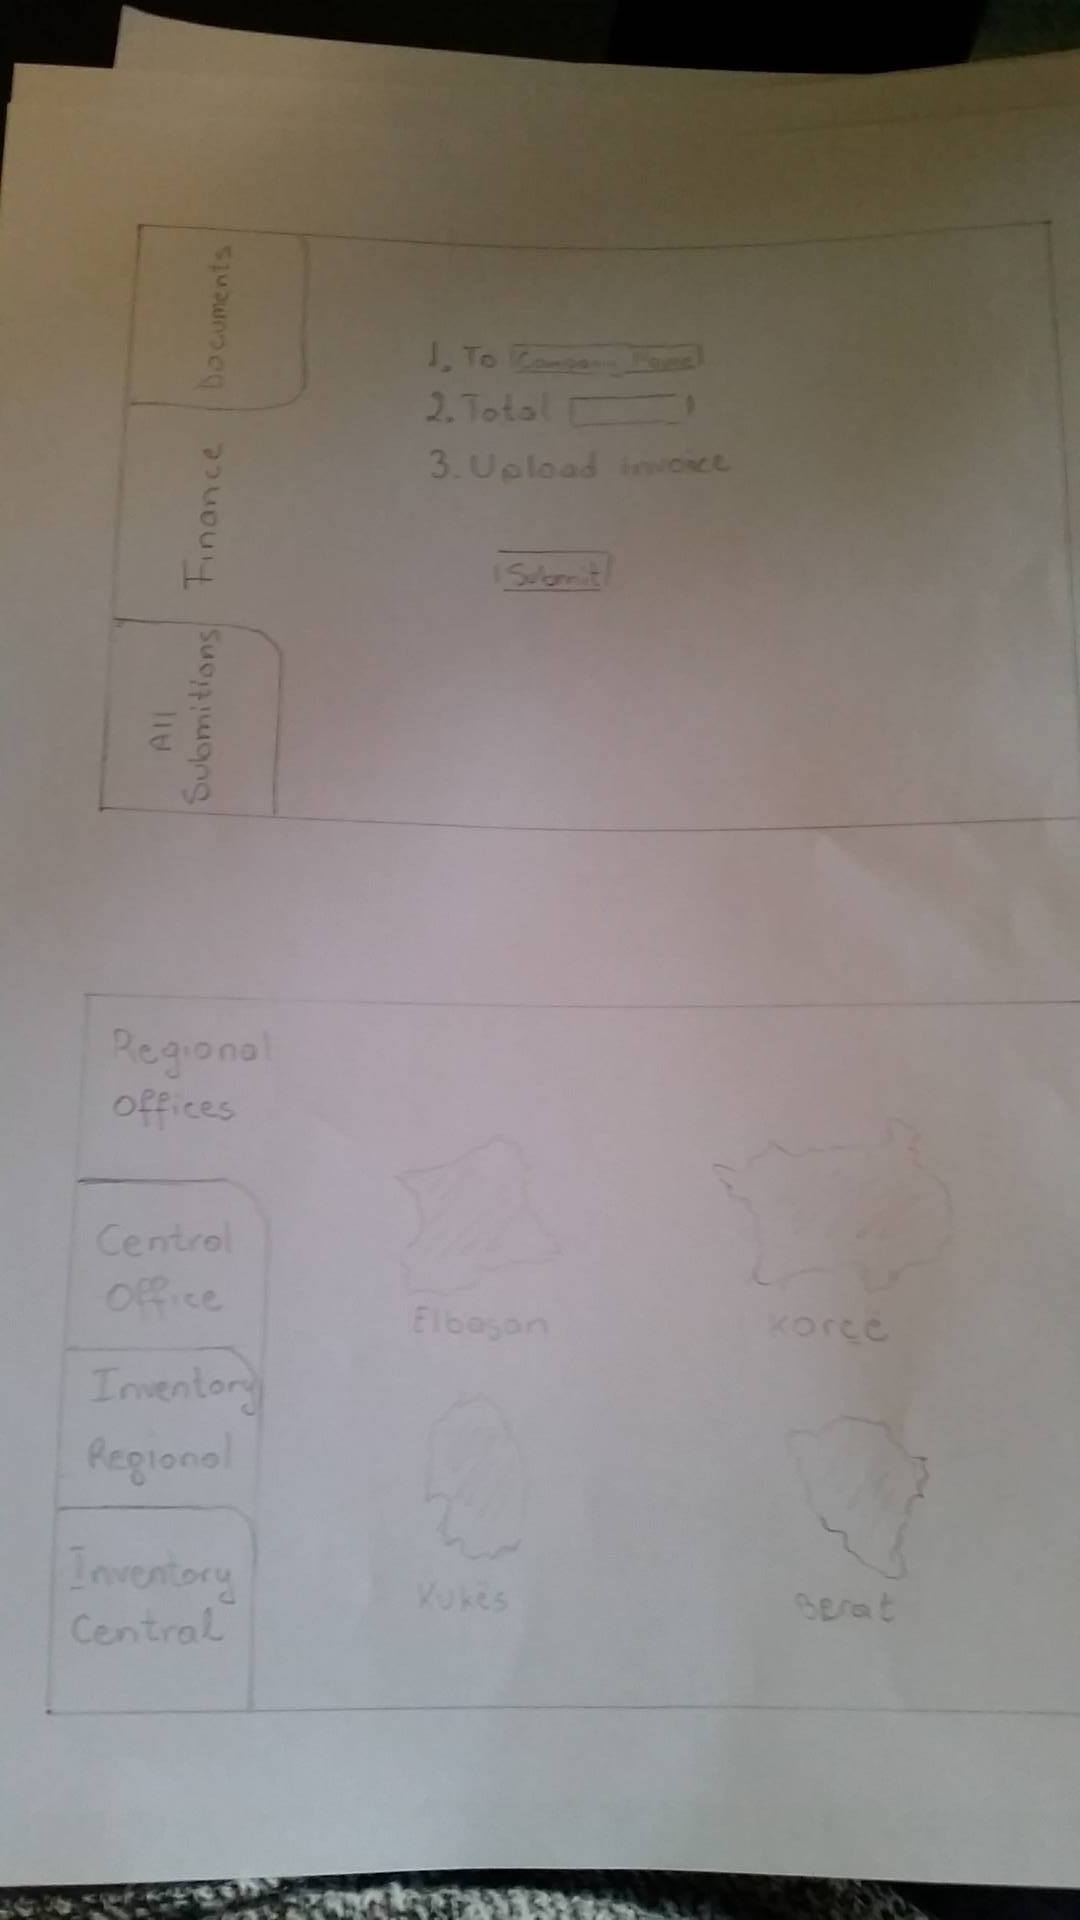 Documents
Finance
All
Submitions
1. To Company Name
2. Total
3. Upload invoice
Submit
Regional
Offices
Central
Office
Inventory
Regional
Inventory
Central
Elbasan
Korçë
Kukës
Berat